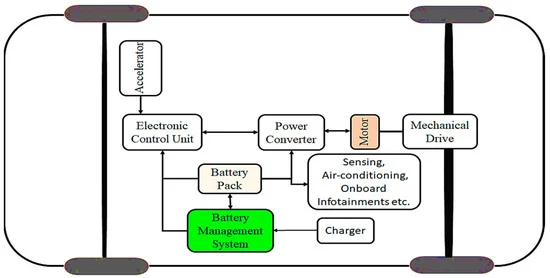 Accelerator
Electronic
Control Unit
Power
Converter
Motor
Mechanical
Drive
Battery
Pack
Sensing,
Air-conditioning,
Onboard
Infotainments etc.
Battery
Management
System
Charger